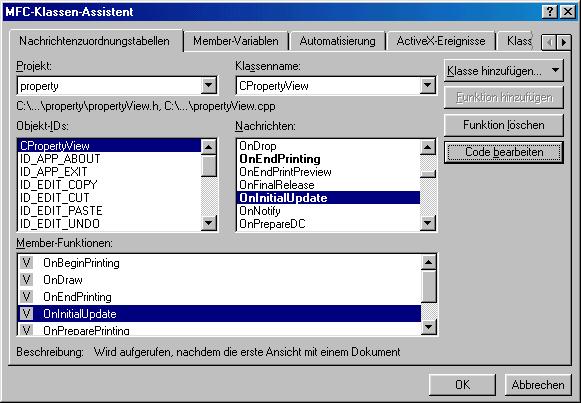 MFC-Klassen-Assistent
Nachrichtenzuordnungstabellen
Member-Variablen
Automatisierung
ActiveX-Ereignisse
Klass
Projekt:
property
Klassenname:
CPropertyView
Klasse hinzufügen...
Funktion hinzufügen
Funktion löschen
Code bearbeiten
C:\...\property\propertyView.h, C:\...\propertyView.cpp
Objekt-IDs:
CPropertyView
ID_APP_ABOUT
ID_APP_EXIT
ID_EDIT_COPY
ID_EDIT_CUT
ID_EDIT_PASTE
ID_EDIT_UNDO
Nachrichten:
OnDrop
OnEndPrinting
OnEndPrintPreview
OnFinalRelease
OnInitialUpdate
OnNotify
OnPrepareDC
Member-Funktionen:
V OnBeginPrinting
V OnDraw
V OnEndPrinting
V OnInitialUpdate
V OnPreparePrinting
Beschreibung: Wird aufgerufen, nachdem die erste Ansicht mit einem Dokument
OK
Abbrechen